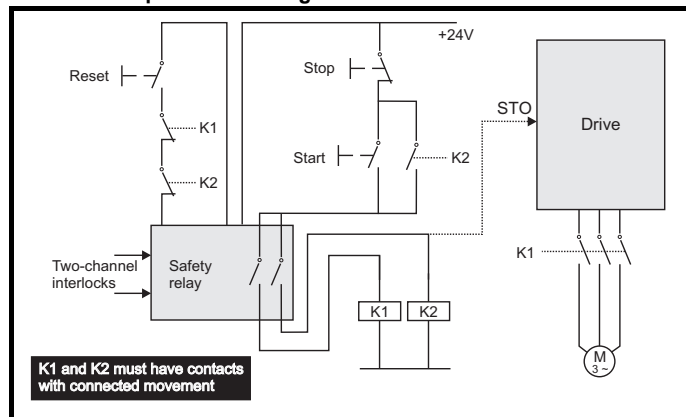 +24V
Reset
Stop
K1
STO
Drive
Start
K2
K2
K1
Two-channel
interlocks
Safety
relay
K1
K2
M
3 ~
K1 and K2 must have contacts
with connected movement